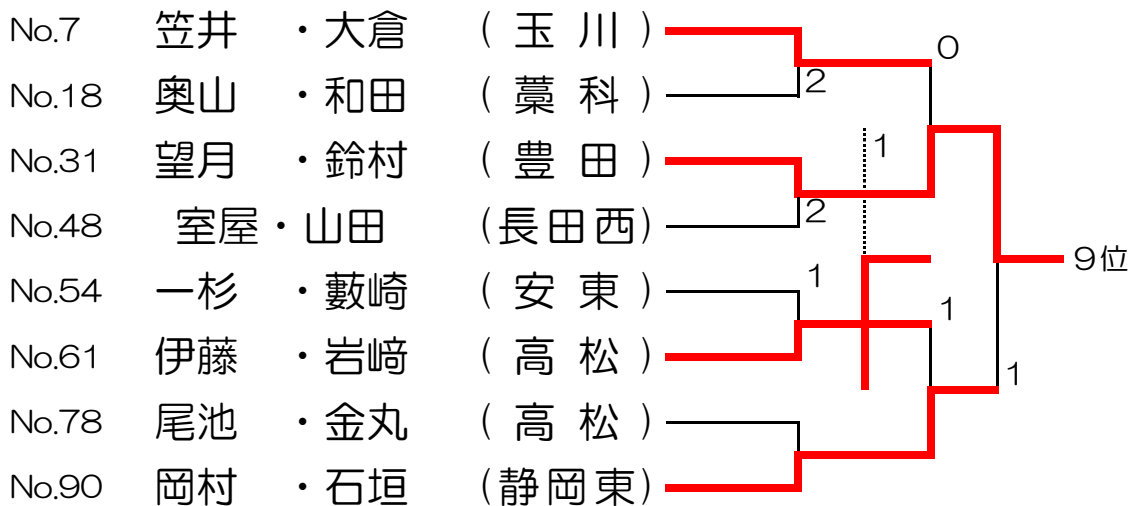 No.7 笠井 ・大倉 ( 玉 川 )
0
No.18 奥山 ・和田 ( 藁 科 ) 2
No.31 望月 ・鈴村 ( 豊 田 ) 1
No.48 室屋・山田 (長田西) 2
9位
No.54 一杉 ・藪崎 ( 安 東 ) 1
1
No.61 伊藤 ・岩﨑 ( 高 松 ) 1
No.78 尾池 ・金丸 ( 高 松 )
No.90 岡村 ・石垣 (静岡東)